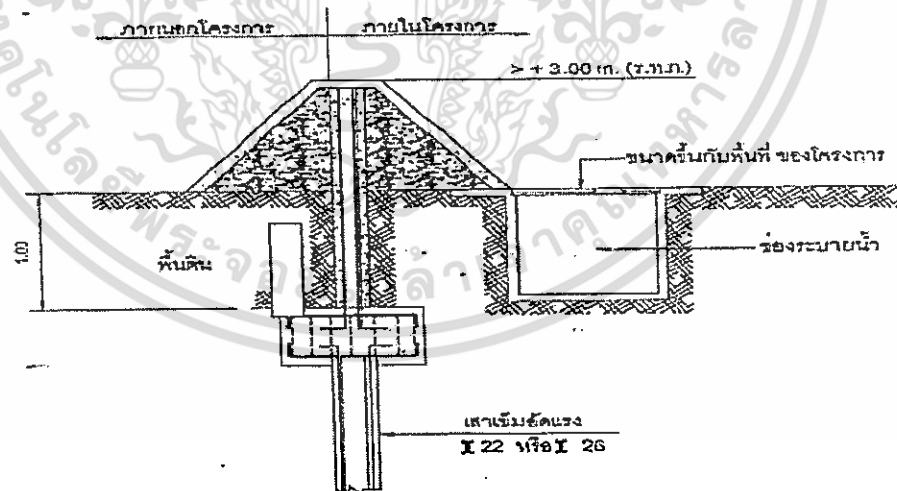 ภายนอกโครงการ
ภายในโครงการ
> + 3.00 m. (ร.ท.ก.)
ขนาดขึ้นกับพื้นที่ ของโครงการ
1.00
พื้นดิน
ช่องระบายน้ำ
เสาเข็มอัดแรง
I 22 หรือ I 26